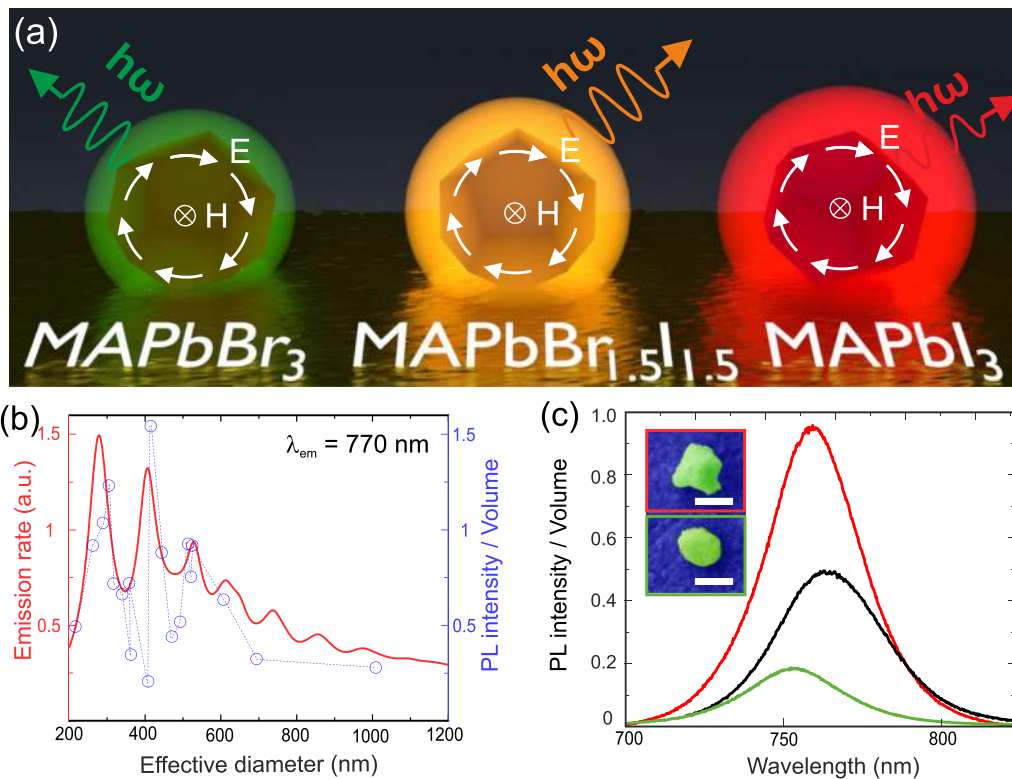 (a)
hω
hω
hω
E
E
E
⊗ H
⊗ H
⊗ H
MAPbBr₃
MAPbBr₁.₅I₁.₅
MAPbI₃
(b)
λem = 770 nm
1.5
1
0.5
Emission rate (a.u.)
1.5
1
0.5
PL intensity / Volume
200
400
600
800
1000
1200
Effective diameter (nm)
(c)
1.0
0.8
0.6
0.4
0.2
0
PL intensity / Volume
700
750
800
Wavelength (nm)